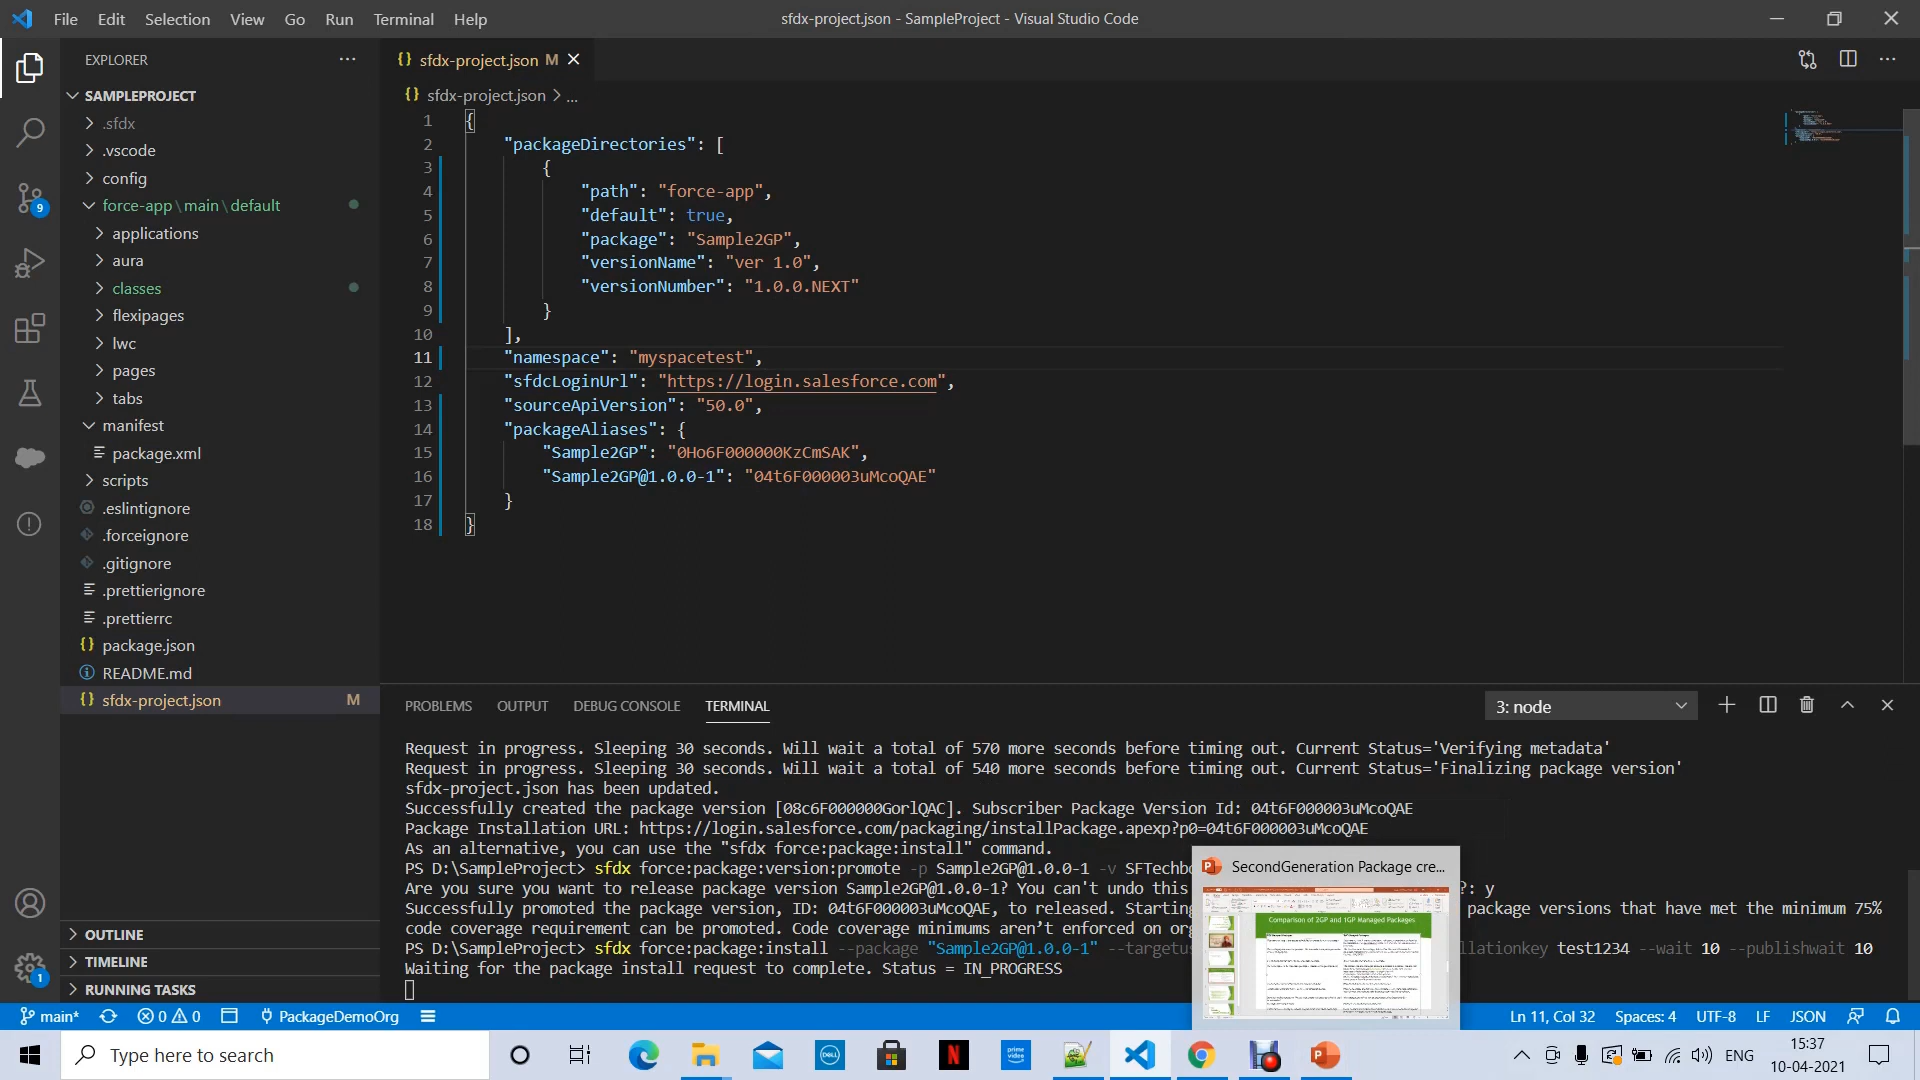 File Edit Selection View Go Run Terminal Help
sfdx-project.json - SampleProject - Visual Studio Code
EXPLORER
SAMPLEPROJECT
.sfdx
.vscode
config
force-app\main\default
applications
aura
classes
flexipages
lwc
pages
tabs
manifest
package.xml
scripts
.eslintignore
.forceignore
.gitignore
.prettierignore
.prettierrc
package.json
README.md
sfdx-project.json M
OUTLINE
TIMELINE
RUNNING TASKS
9
1
{} sfdx-project.json M
{} sfdx-project.json > ...
1 {
2 "packageDirectories": [
3 {
4 "path": "force-app",
5 "default": true,
6 "package": "Sample2GP",
7 "versionName": "ver 1.0",
8 "versionNumber": "1.0.0.NEXT"
9 }
10 ],
11 "namespace": "myspacetest",
12 "sfdcLoginUrl": "https://login.salesforce.com",
13 "sourceApiVersion": "50.0",
14 "packageAliases": {
15 "Sample2GP": "0Ho6F000000KzCmSAK",
16 "Sample2GP@1.0.0-1": "04t6F000003uMcoQAE"
17 }
18 }
PROBLEMS OUTPUT DEBUG CONSOLE TERMINAL
3: node
Request in progress. Sleeping 30 seconds. Will wait a total of 570 more seconds before timing out. Current Status='Verifying metadata'
Request in progress. Sleeping 30 seconds. Will wait a total of 540 more seconds before timing out. Current Status='Finalizing package version'
sfdx-project.json has been updated.
Successfully created the package version [08c6F000000GorlQAC]. Subscriber Package Version Id: 04t6F000003uMcoQAE
Package Installation URL: https://login.salesforce.com/packaging/installPackage.apexp?p0=04t6F000003uMcoQAE
As an alternative, you can use the "sfdx force:package:install" command.
PS D:\SampleProject> sfdx force:package:version:promote -p Sample2GP@1.0.0-1 -v SFTechbo
Are you sure you want to release package version Sample2GP@1.0.0-1? You can't undo this ?: y
Successfully promoted the package version, ID: 04t6F000003uMcoQAE, to released. Starting package versions that have met the minimum 75%
code coverage requirement can be promoted. Code coverage minimums aren’t enforced on or
PS D:\SampleProject> sfdx force:package:install --package "Sample2GP@1.0.0-1" --targetus llationkey test1234 --wait 10 --publishwait 10
Waiting for the package install request to complete. Status = IN_PROGRESS
SecondGeneration Package cre...
Comparison of 2GP and 1GP Managed Packages
main* 0 0 PackageDemoOrg
Ln 11, Col 32 Spaces: 4 UTF-8 LF JSON
Type here to search
DELL
N
prime video
ENG
15:37
10-04-2021